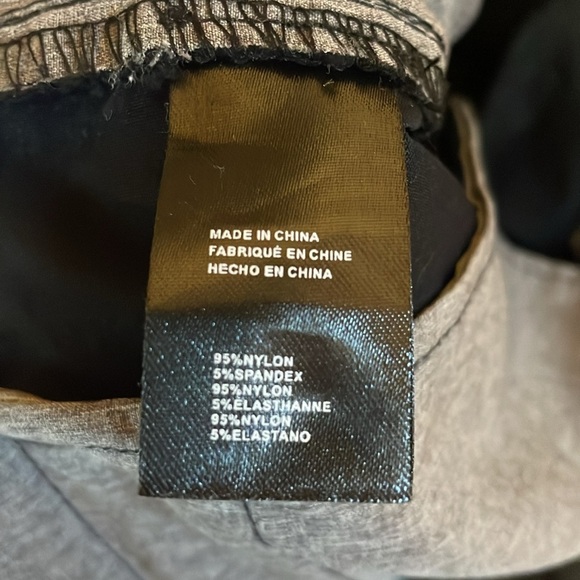 MADE IN CHINA
FABRIQUÉ EN CHINE
HECHO EN CHINA
95%NYLON
5%SPANDEX
95%NYLON
5%ELASTHANNE
95%NYLON
5%ELASTANO